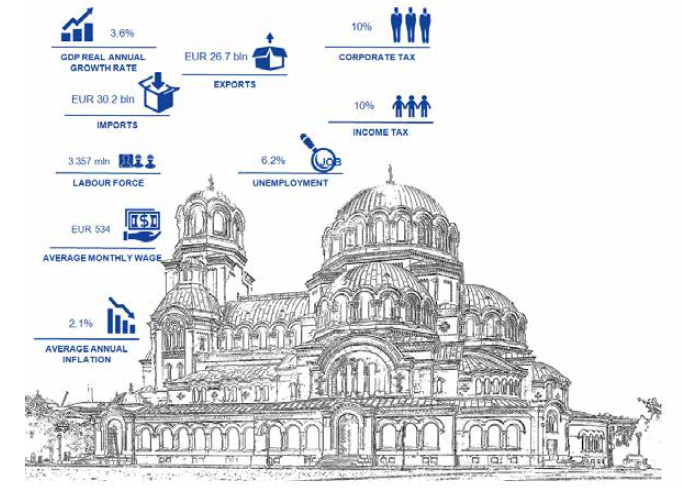 3.6%
GDP REAL ANNUAL
GROWTH RATE
EUR 26.7 bln
EXPORTS
10%
CORPORATE TAX
EUR 30.2 bln
IMPORTS
10%
INCOME TAX
3 357 mln
LABOUR FORCE
6.2%
JOB
UNEMPLOYMENT
EUR 534
$
AVERAGE MONTHLY WAGE
2.1%
AVERAGE ANNUAL
INFLATION